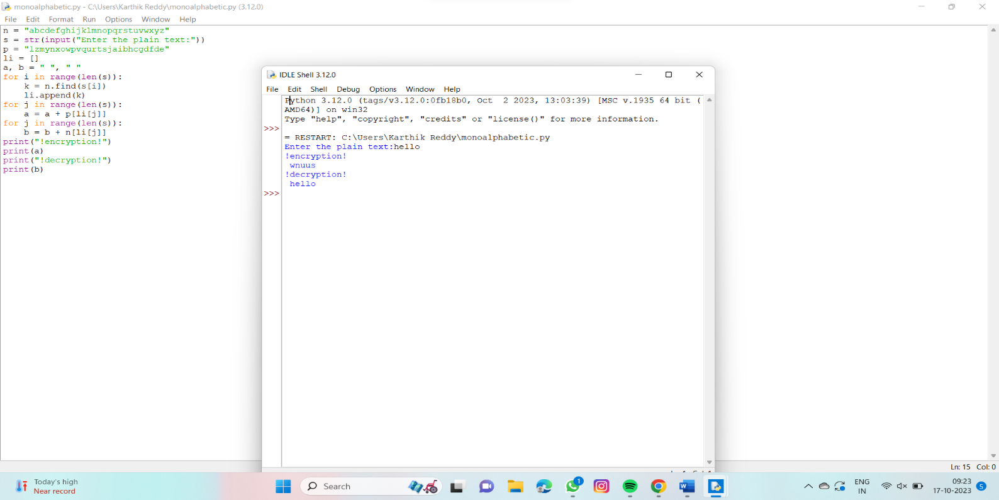 monoalphabetic.py - C:\Users\Karthik Reddy\monoalphabetic.py (3.12.0)
File Edit Format Run Options Window Help
n = "abcdefghijklmnopqrstuvwxyz"
s = str(input("Enter the plain text:"))
p = "lzmynxowpvqurtsjaibhcgdfde"
li = []
a, b = " ", " "
for i in range(len(s)):
    k = n.find(s[i])
    li.append(k)
for j in range(len(s)):
    a = a + p[li[j]]
for j in range(len(s)):
    b = b + n[li[j]]
print("!encryption!")
print(a)
print("!decryption!")
print(b)
IDLE Shell 3.12.0
File Edit Shell Debug Options Window Help
Python 3.12.0 (tags/v3.12.0:0fb18b0, Oct  2 2023, 13:03:39) [MSC v.1935 64 bit (
AMD64)] on win32
Type "help", "copyright", "credits" or "license()" for more information.
>>>
= RESTART: C:\Users\Karthik Reddy\monoalphabetic.py
Enter the plain text:hello
!encryption!
 wnuus
!decryption!
 hello
>>>
Ln: 15 Col: 0
Today's high
Near record
Search
1
ENG
IN
09:23
17-10-2023
5